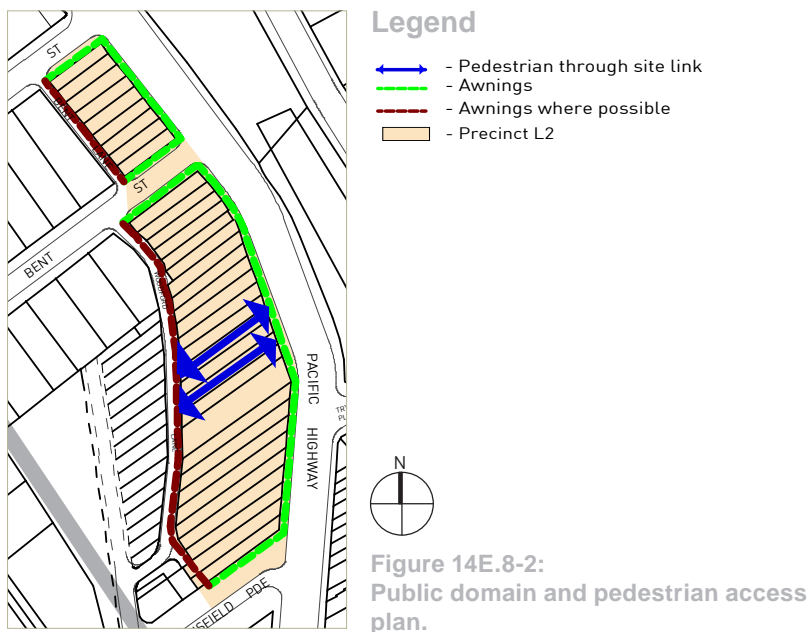 ST
ST
BENT
PACIFIC
HIGHWAY
PDE
Legend
- Pedestrian through site link
- Awnings
- Awnings where possible
- Precinct L2
N
Figure 14E.8-2:
Public domain and pedestrian access
plan.